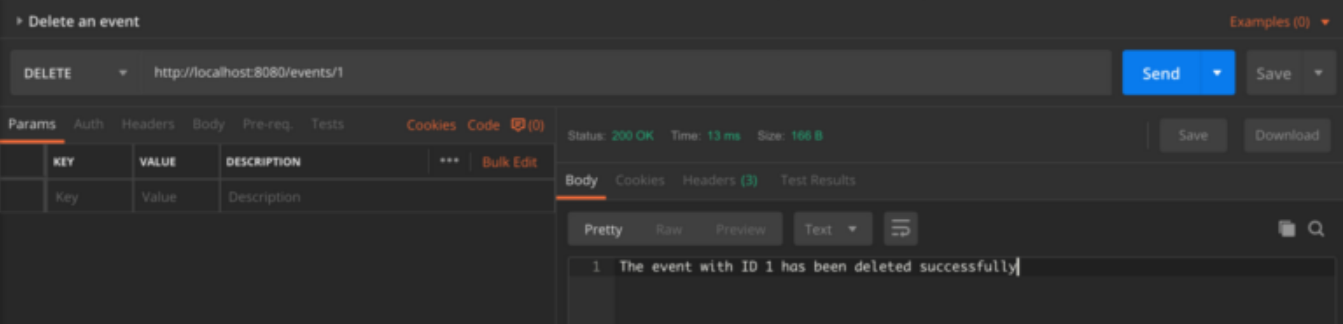 Delete an event
Examples (0)
DELETE http://localhost:8080/events/1 Send Save
Params Auth Headers Body Pre-req. Tests Cookies Code (0)
KEY VALUE DESCRIPTION ••• Bulk Edit
Key Value Description
Status: 200 OK Time: 13 ms Size: 166 B Save Download
Body Cookies Headers (3) Test Results
Pretty Raw Preview Text
1 The event with ID 1 has been deleted successfully